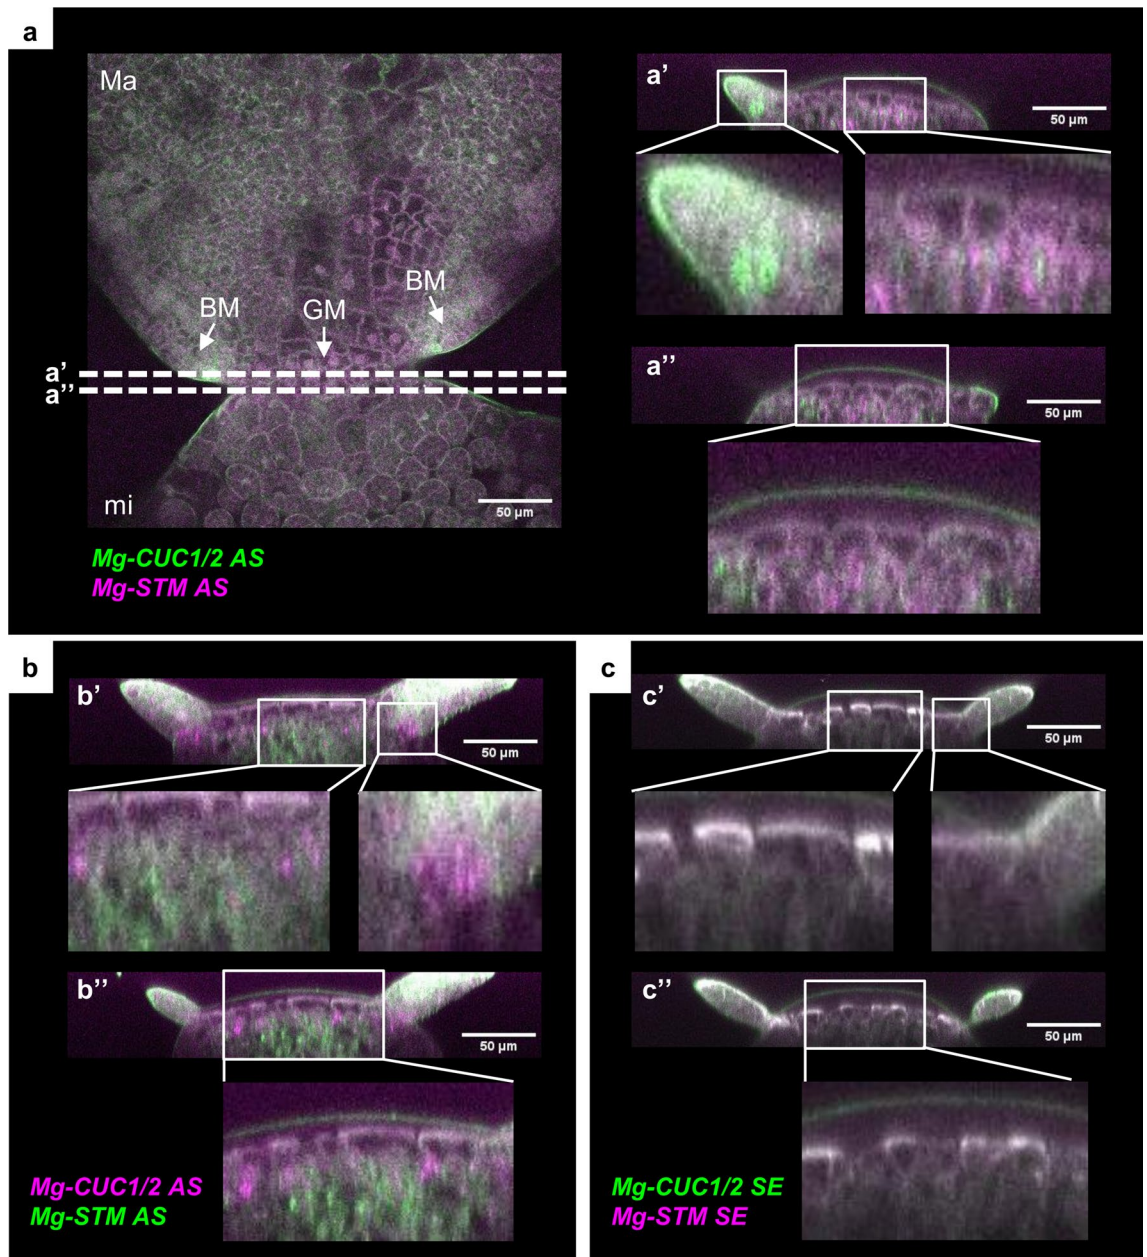 a
Ma
BM
GM
BM
a'
a''
mi
50 µm
Mg-CUC1/2 AS
Mg-STM AS
a'
50 µm
a''
50 µm
b
b'
50 µm
b''
50 µm
Mg-CUC1/2 AS
Mg-STM AS
c
c'
50 µm
c''
50 µm
Mg-CUC1/2 SE
Mg-STM SE